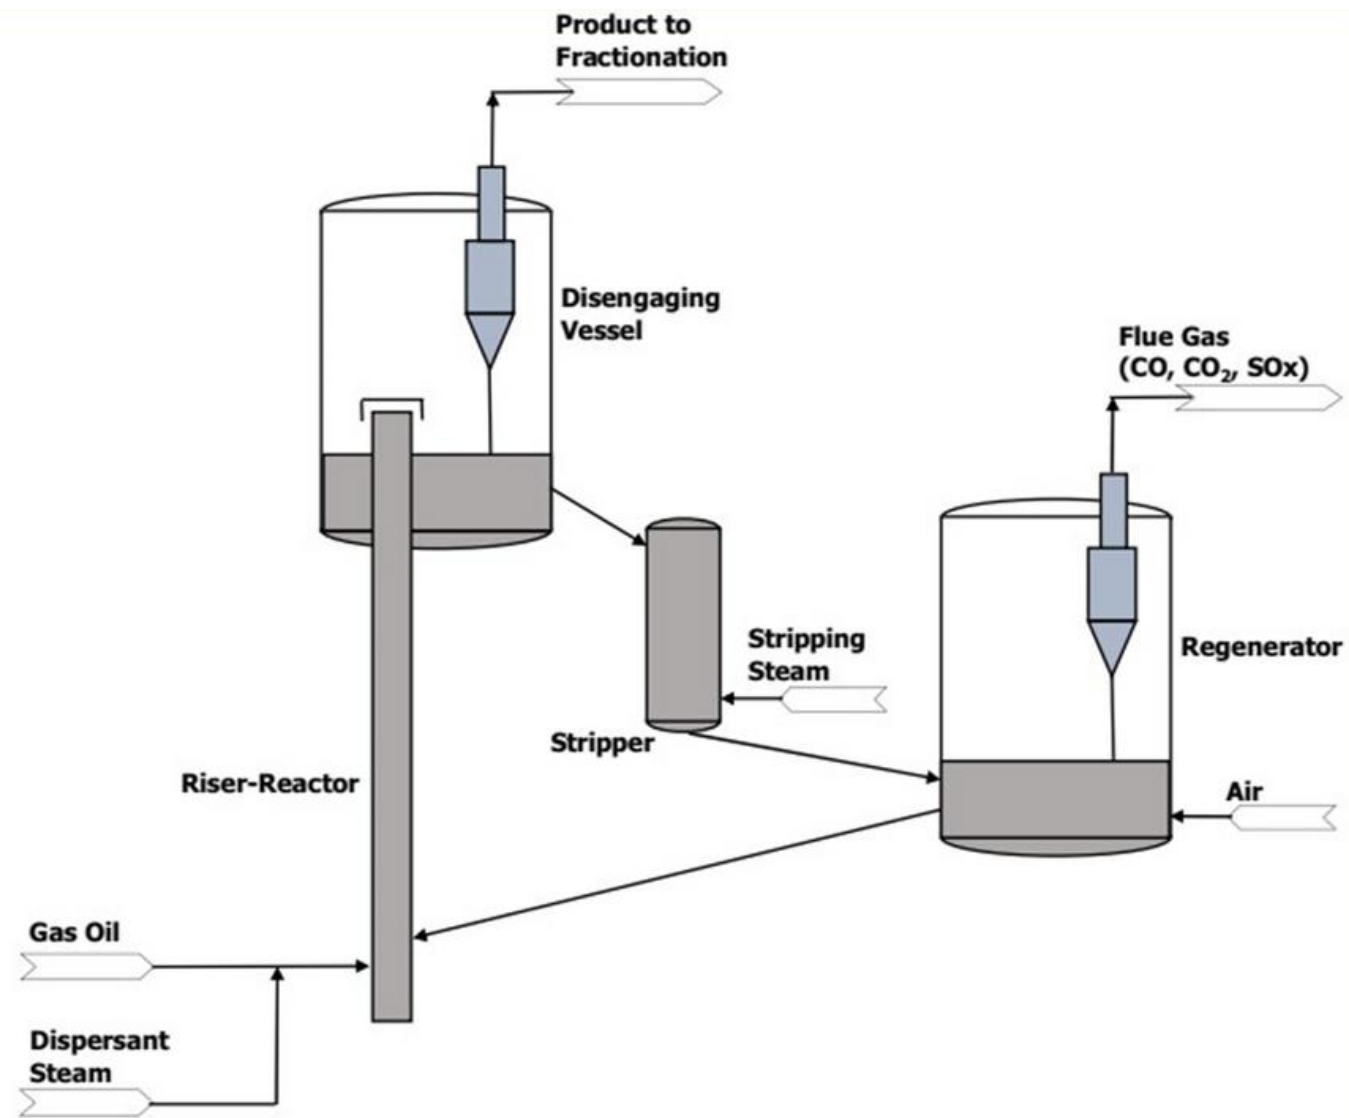 Product to
Fractionation
Disengaging
Vessel
Flue Gas
(CO, CO₂, SOx)
Stripping
Steam
Regenerator
Stripper
Riser-Reactor
Air
Gas Oil
Dispersant
Steam